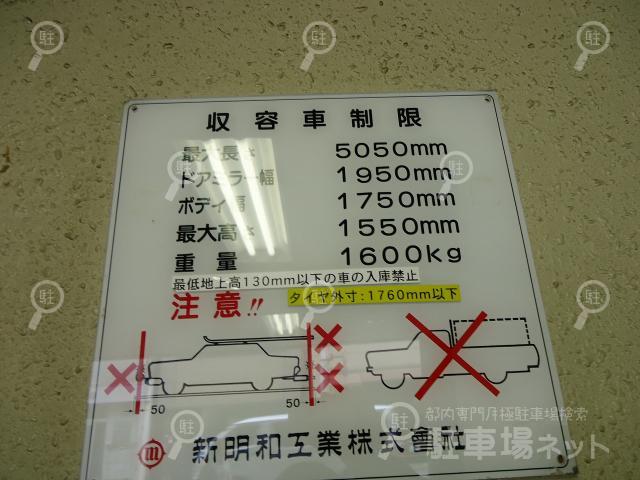 収容車制限
最大長さ 5050mm
ドアミラー幅 1950mm
ボディ幅 1750mm
最大高さ 1550mm
重量 1600kg
最低地上高130mm以下の車の入庫禁止
注意!! タイヤ外寸:1760mm以下
50 50
新明和工業株式會社
都内専門月極駐車場検索
駐車場ネット